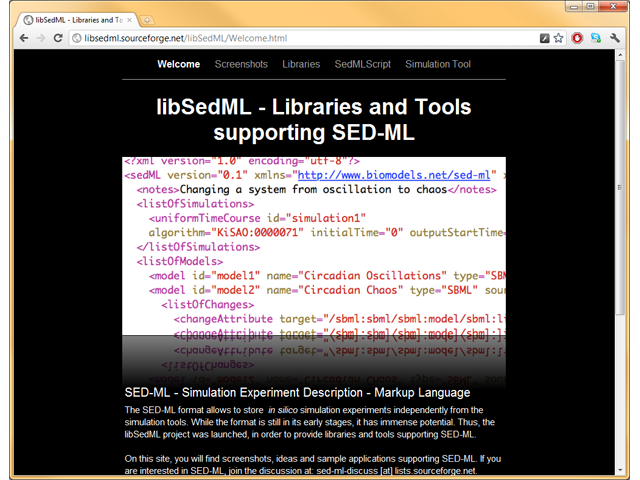 libSedML - Libraries and To
libsedml.sourceforge.net/libSedML/Welcome.html
Welcome Screenshots Libraries SedMLScript Simulation Tool
libSedML - Libraries and Tools
supporting SED-ML
<?xml version="1.0" encoding="utf-8"?>
<sedML version="0.1" xmlns="http://www.biomodels.net/sed-ml"
<notes>Changing a system from oscillation to chaos</notes>
<listOfSimulations>
<uniformTimeCourse id="simulation1"
algorithm="KiSAO:0000071" initialTime="0" outputStartTime=
</listOfSimulations>
<listOfModels>
<model id="model1" name="Circadian Oscillations" type="SBM
<model id="model2" name="Circadian Chaos" type="SBML" sour
<listOfChanges>
<changeAttribute target="/sbml:sbml/sbml:model/sbml:li
<changeAttribute target="/sbml:sbml/sbml:model/sbml:li
SED-ML - Simulation Experiment Description - Markup Language
The SED-ML format allows to store in silico simulation experiments independently from the
simulation tools. While the format is still in its early stages, it has immense potential. Thus, the
libSedML project was launched, in order to provide libraries and tools supporting SED-ML.
On this site, you will find screenshots, ideas and sample applications supporting SED-ML. If you
are interested in SED-ML, join the discussion at: sed-ml-discuss [at] lists.sourceforge.net.